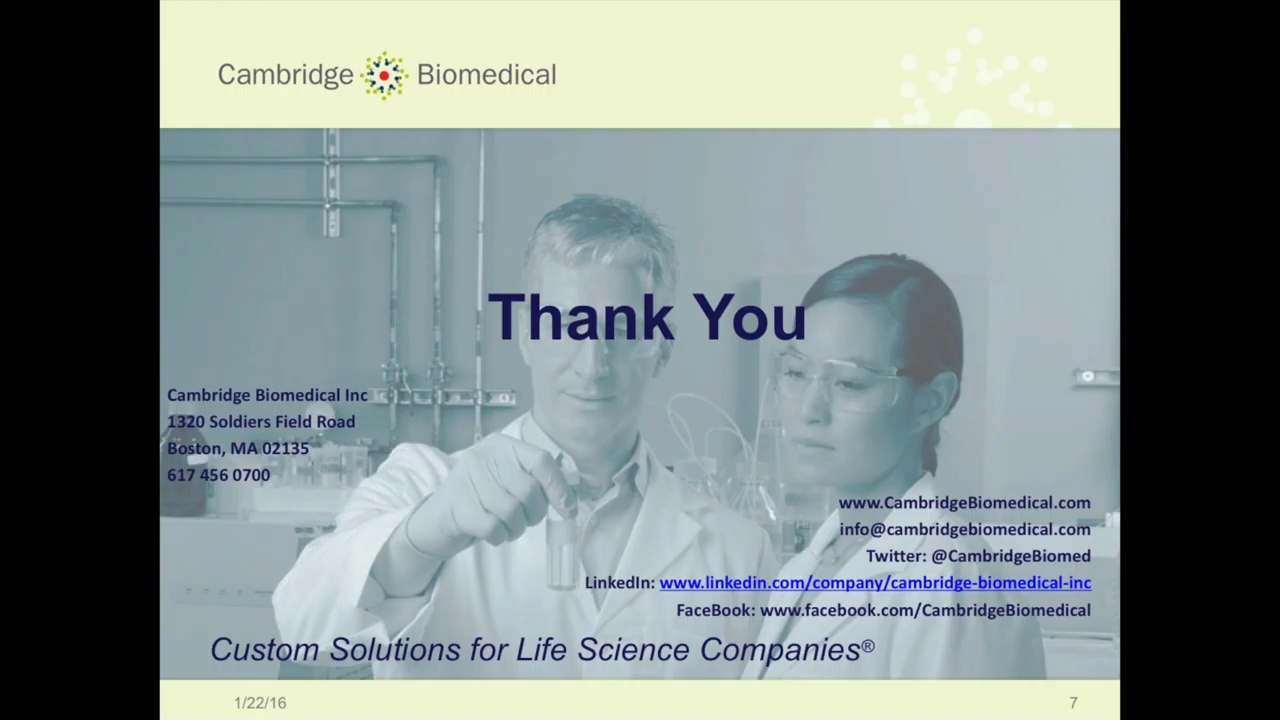 Cambridge Biomedical
Thank You
Cambridge Biomedical Inc
1320 Soldiers Field Road
Boston, MA 02135
617 456 0700
www.CambridgeBiomedical.com
info@cambridgebiomedical.com
Twitter: @CambridgeBiomed
LinkedIn: www.linkedin.com/company/cambridge-biomedical-inc
FaceBook: www.facebook.com/CambridgeBiomedical
Custom Solutions for Life Science Companies®
1/22/16
7